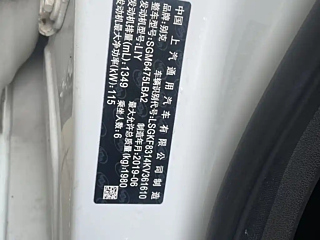 中国 上汽通用汽车有限公司制造
品牌:别克 车辆识别代号:LSGKF8314KV361610
整车型号:SGM6475LBA2 制造年月:2019-06
发动机型号:LIY 最大允许总质量(kg):1980
发动机排量(mL):1349 乘坐人数:6
发动机最大净功率(kW):115